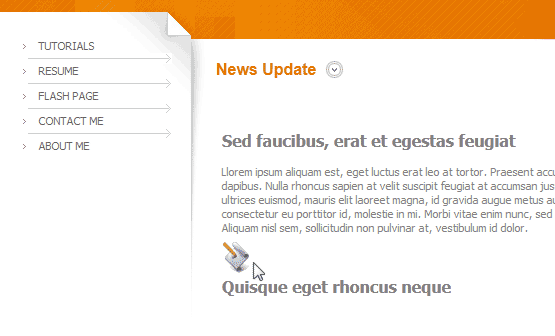 TUTORIALS
RESUME
FLASH PAGE
CONTACT ME
ABOUT ME
News Update
Sed faucibus, erat et egestas feugiat
Lorem ipsum aliquam est, eget luctus erat leo at tortor. Praesent accu
dapibus. Nulla rhoncus sapien at velit suscipit feugiat at accumsan jus
ultrices euismod, mauris elit laoreet magna, id gravida augue metus au
consectetur eu porttitor id, molestie in mi. Morbi vitae enim nunc, sed
Aliquam nisl sem, sollicitudin non pulvinar at, vestibulum id dolor.
Quisque eget rhoncus neque